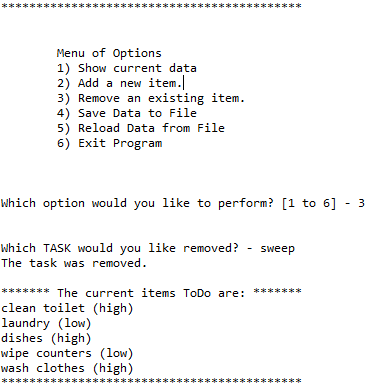 *******************************************
Menu of Options
1) Show current data
2) Add a new item.
3) Remove an existing item.
4) Save Data to File
5) Reload Data from File
6) Exit Program
Which option would you like to perform? [1 to 6] - 3
Which TASK would you like removed? - sweep
The task was removed.
******* The current items ToDo are: *******
clean toilet (high)
laundry (low)
dishes (high)
wipe counters (low)
wash clothes (high)
*******************************************